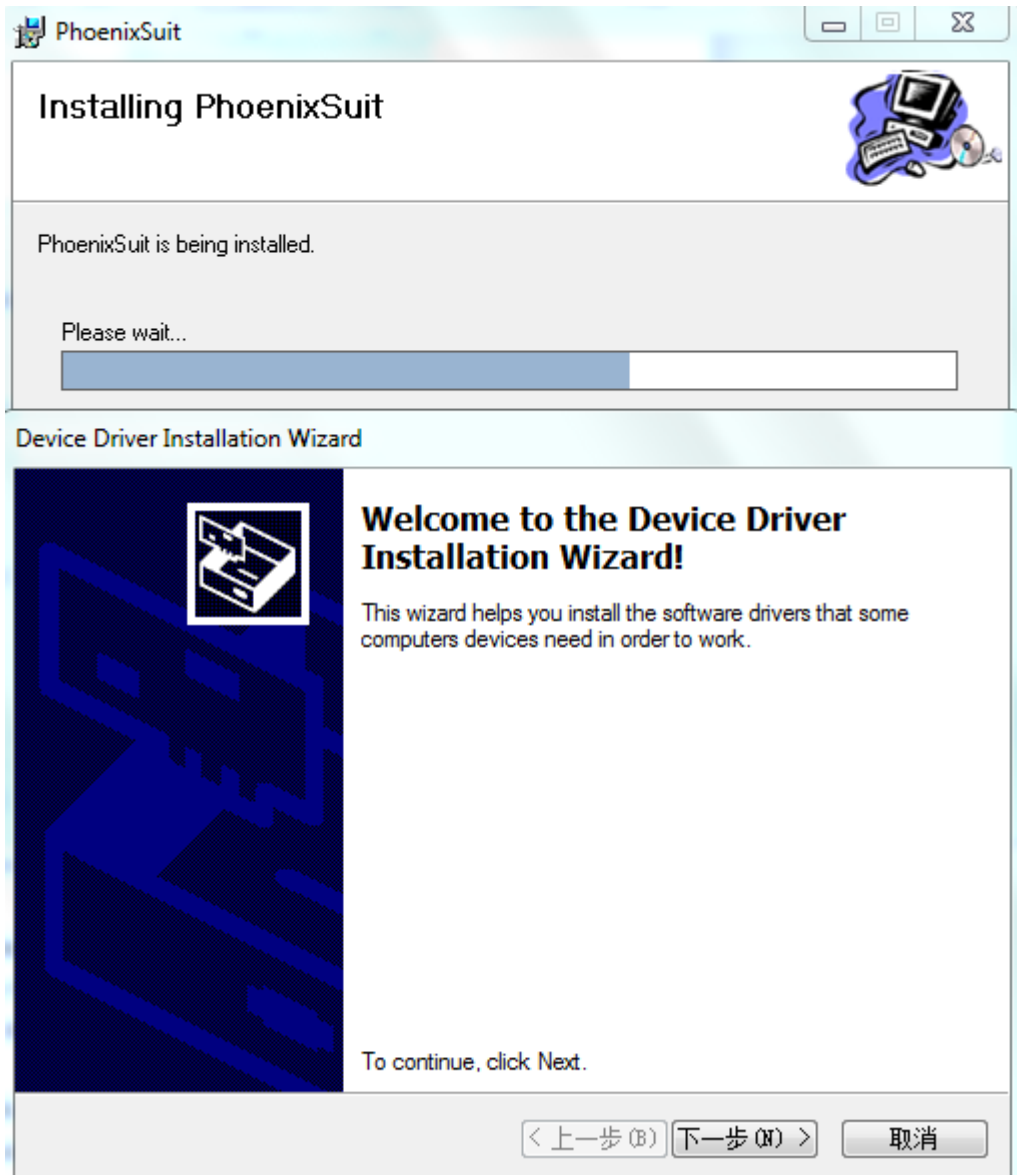 PhoenixSuit
Installing PhoenixSuit
PhoenixSuit is being installed.
Please wait...
Device Driver Installation Wizard
Welcome to the Device Driver
Installation Wizard!
This wizard helps you install the software drivers that some
computers devices need in order to work.
To continue, click Next.
< 上一步(B) 下一步(N) > 取消